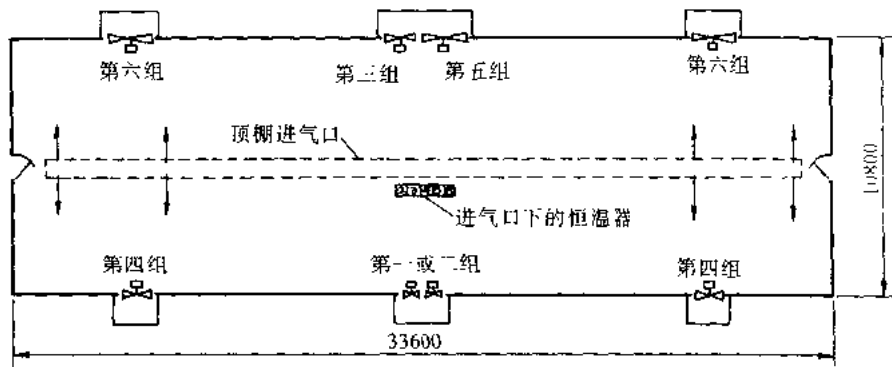 第六组
第三组
第五组
第六组
顶棚进气口
10800
进气口下的恒温器
第四组
第一或二组
第四组
33600